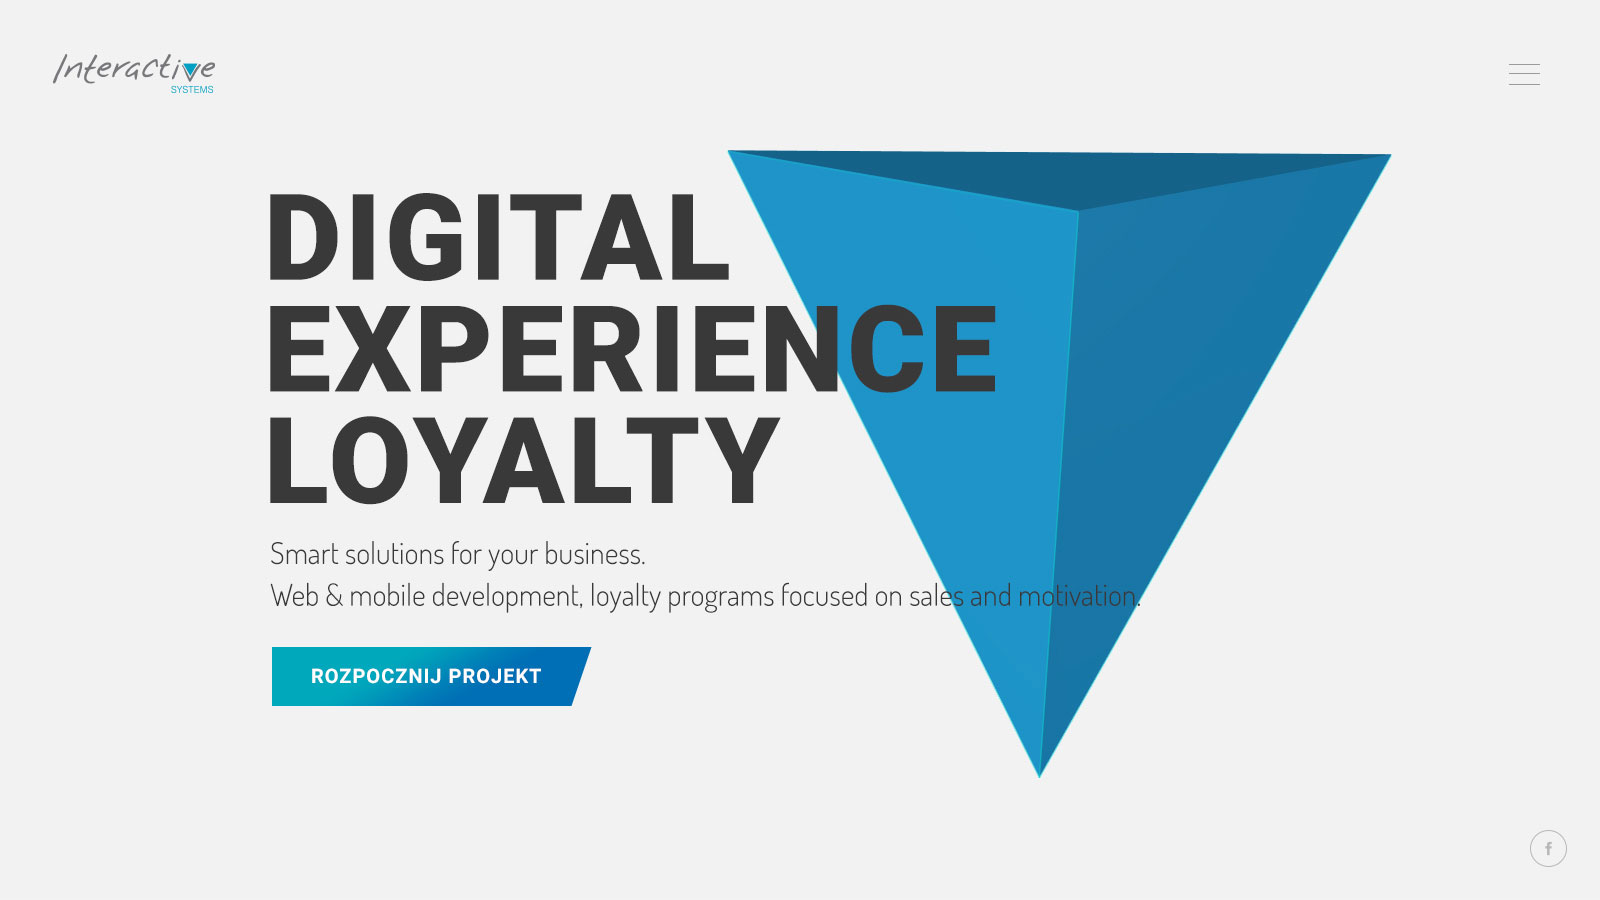 Interactive
SYSTEMS
DIGITAL
EXPERIENCE
LOYALTY
Smart solutions for your business.
Web & mobile development, loyalty programs focused on sales and motivation.
ROZPOCZNIJ PROJEKT
f